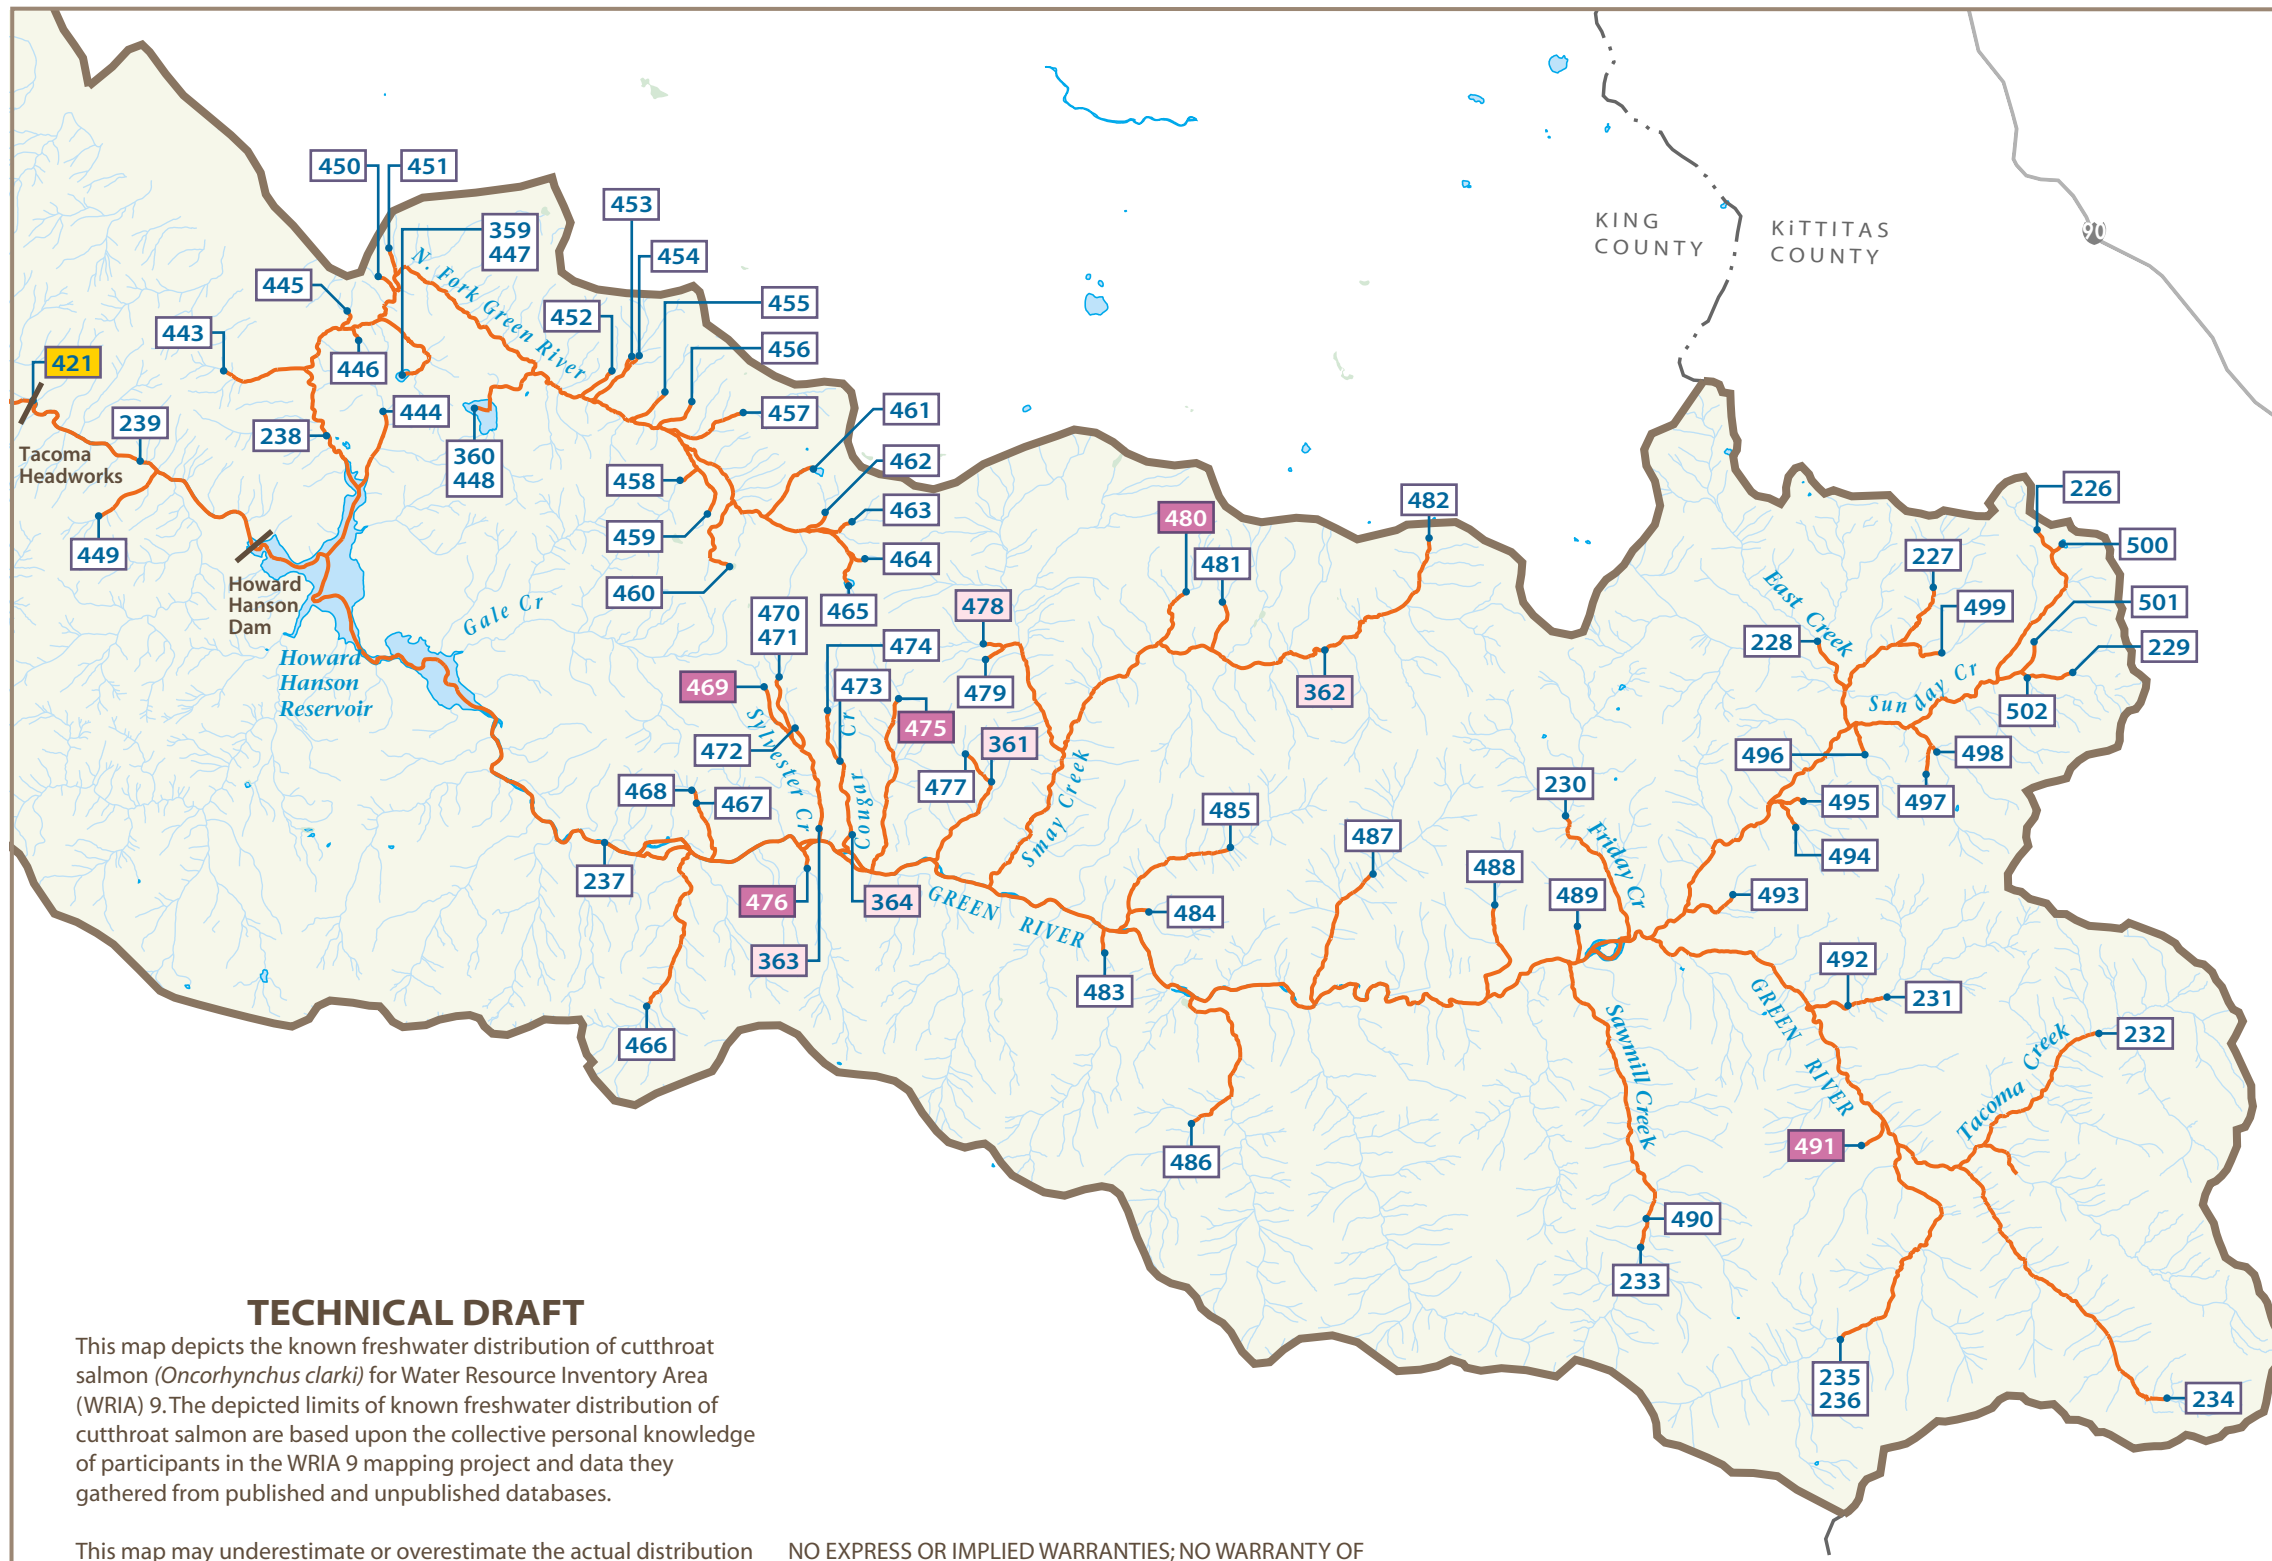 KING
COUNTY
KiTTITAS
COUNTY
90
450
451
453
359
447
454
445
452
455
443
456
421
446
N. Fork Green River
444
457
461
239
238
Tacoma
Headworks
360
448
458
462
463
459
449
464
Howard
Hanson
Dam
460
465
Gale Cr
Howard
Hanson
Reservoir
470
471
474
478
480
481
482
469
473
479
362
472
475
361
477
Sylvester Cr
Cougar Cr
Smay Creek
468
467
237
476
364
363
GREEN RIVER
466
485
484
483
487
488
486
226
500
227
499
501
East Creek
228
229
Sunday Cr
502
496
498
495
497
494
230
Friday Cr
489
493
492
231
GREEN RIVER
232
Tacoma Creek
Sawmill Creek
491
490
233
235
236
234
TECHNICAL DRAFT
This map depicts the known freshwater distribution of cutthroat
salmon (Oncorhynchus clarki) for Water Resource Inventory Area
(WRIA) 9. The depicted limits of known freshwater distribution of
cutthroat salmon are based upon the collective personal knowledge
of participants in the WRIA 9 mapping project and data they
gathered from published and unpublished databases.
This map may underestimate or overestimate the actual distribution
NO EXPRESS OR IMPLIED WARRANTIES; NO WARRANTY OF